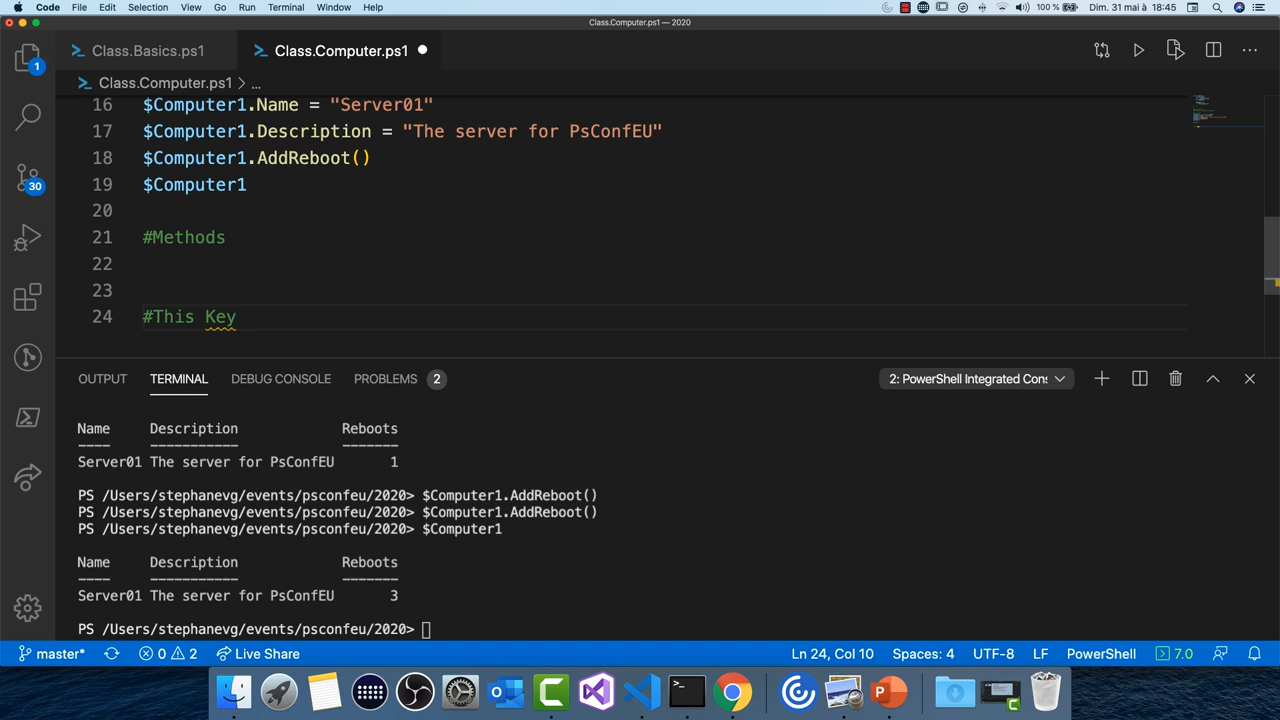 Code File Edit Selection View Go Run Terminal Window Help 100 % Dim. 31 mai à 18:45
Class.Computer.ps1 — 2020
Class.Basics.ps1 Class.Computer.ps1
Class.Computer.ps1 > ...
1
16 $Computer1.Name = "Server01"
17 $Computer1.Description = "The server for PsConfEU"
18 $Computer1.AddReboot()
19 $Computer1
30
20
21 #Methods
22
23
24 #This Key
OUTPUT TERMINAL DEBUG CONSOLE PROBLEMS 2 2: PowerShell Integrated Cons
Name Description Reboots
---- ----------- -------
Server01 The server for PsConfEU 1
PS /Users/stephanevg/events/psconfeu/2020> $Computer1.AddReboot()
PS /Users/stephanevg/events/psconfeu/2020> $Computer1.AddReboot()
PS /Users/stephanevg/events/psconfeu/2020> $Computer1
Name Description Reboots
---- ----------- -------
Server01 The server for PsConfEU 3
PS /Users/stephanevg/events/psconfeu/2020>
master* 0 2 Live Share Ln 24, Col 10 Spaces: 4 UTF-8 LF PowerShell 7.0